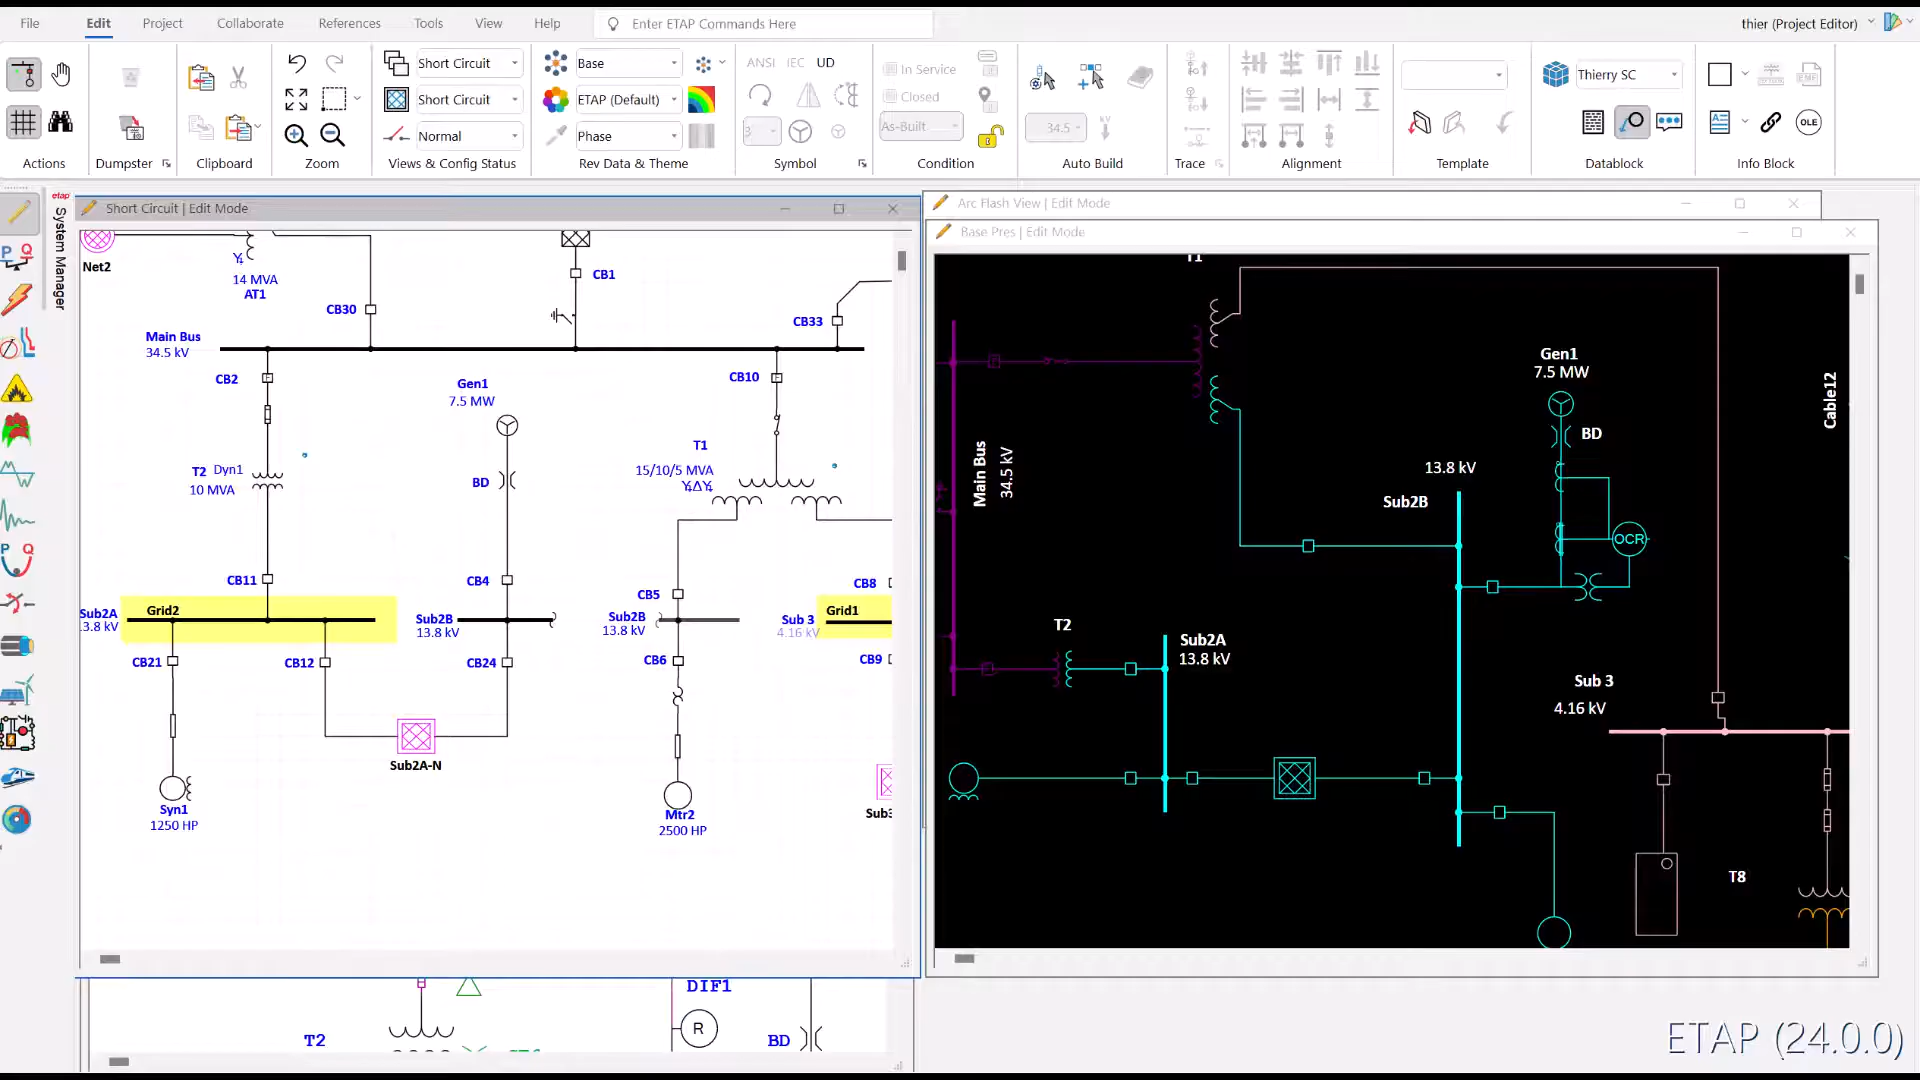 File Edit Project Collaborate References Tools View Help Enter ETAP Commands Here thier (Project Editor)
Short Circuit Base ANSI IEC UD In Service Thierry SC
Short Circuit ETAP (Default) Closed
Normal Phase 3 As-Built 34.5 kV OLE
Actions Dumpster Clipboard Zoom Views & Config Status Rev Data & Theme Symbol Condition Auto Build Trace Alignment Template Datablock Info Block
etap
System Manager
Short Circuit | Edit Mode
Net2
14 MVA
AT1
CB30
CB1
CB33
Main Bus
34.5 kV
CB2
Gen1
7.5 MW
CB10
T2 Dyn1
10 MVA
BD
T1
15/10/5 MVA
CB11
CB4
CB5
CB8
Sub2A
13.8 kV
Grid2
Sub2B
13.8 kV
Sub2B
13.8 kV
Sub 3
4.16 kV
Grid1
CB21
CB12
CB24
CB6
CB9
Sub2A-N
Syn1
1250 HP
Mtr2
2500 HP
Sub3
Arc Flash View | Edit Mode
Base Pres | Edit Mode
T1
Gen1
7.5 MW
BD
Cable12
Main Bus
34.5 kV
13.8 kV
Sub2B
OCR
T2
Sub2A
13.8 kV
Sub 3
4.16 kV
T8
DIF1
R
T2
BD
ETAP (24.0.0)